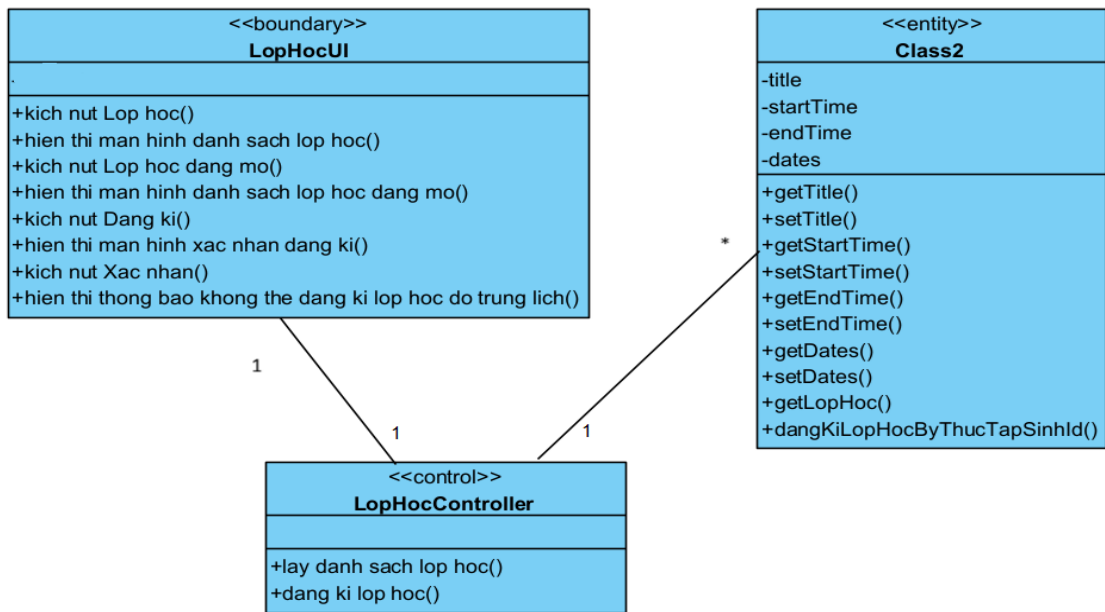 <<boundary>>
LopHocUI
.
+kich nut Lop hoc()
+hien thi man hinh danh sach lop hoc()
+kich nut Lop hoc dang mo()
+hien thi man hinh danh sach lop hoc dang mo()
+kich nut Dang ki()
+hien thi man hinh xac nhan dang ki()
+kich nut Xac nhan()
+hien thi thong bao khong the dang ki lop hoc do trung lich()
<<entity>>
Class2
-title
-startTime
-endTime
-dates
+getTitle()
+setTitle()
+getStartTime()
+setStartTime()
+getEndTime()
+setEndTime()
+getDates()
+setDates()
+getLopHoc()
+dangKiLopHocByThucTapSinhId()
*
1
1
1
<<control>>
LopHocController
+lay danh sach lop hoc()
+dang ki lop hoc()